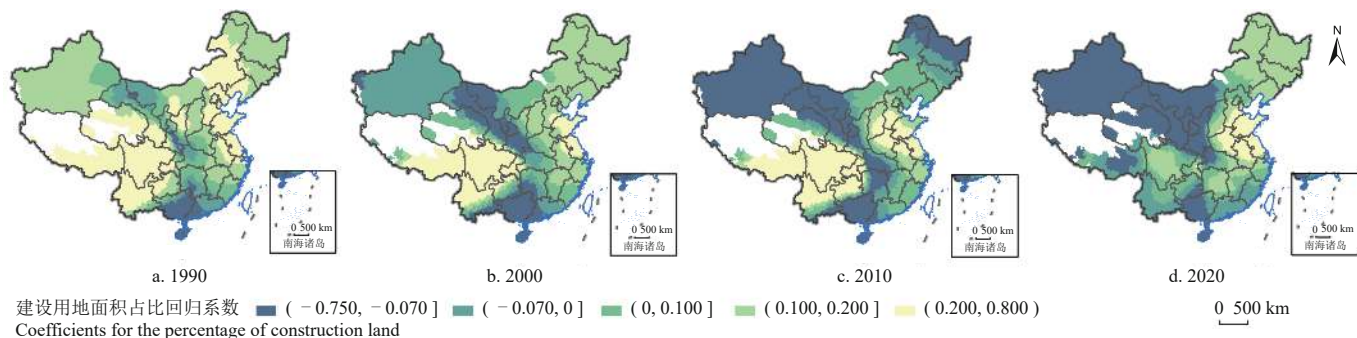 N
0 500 km
南海诸岛
0 500 km
南海诸岛
0 500 km
南海诸岛
0 500 km
南海诸岛
a. 1990
b. 2000
c. 2010
d. 2020
建设用地面积占比回归系数 (−0.750, −0.070] (−0.070, 0] (0, 0.100] (0.100, 0.200] (0.200, 0.800)
0 500 km
Coefficients for the percentage of construction land